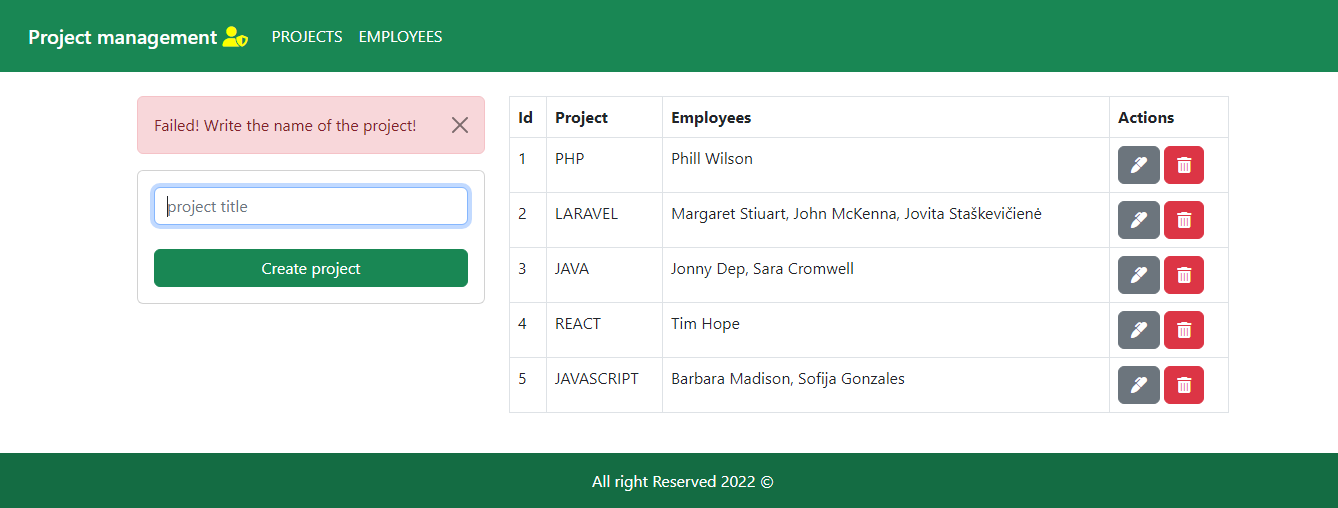 Project management PROJECTS EMPLOYEES
Failed! Write the name of the project!
project title
Create project
Id Project Employees Actions
1 PHP Phill Wilson
2 LARAVEL Margaret Stiuart, John McKenna, Jovita Staškevičienė
3 JAVA Jonny Dep, Sara Cromwell
4 REACT Tim Hope
5 JAVASCRIPT Barbara Madison, Sofija Gonzales
All right Reserved 2022 ©